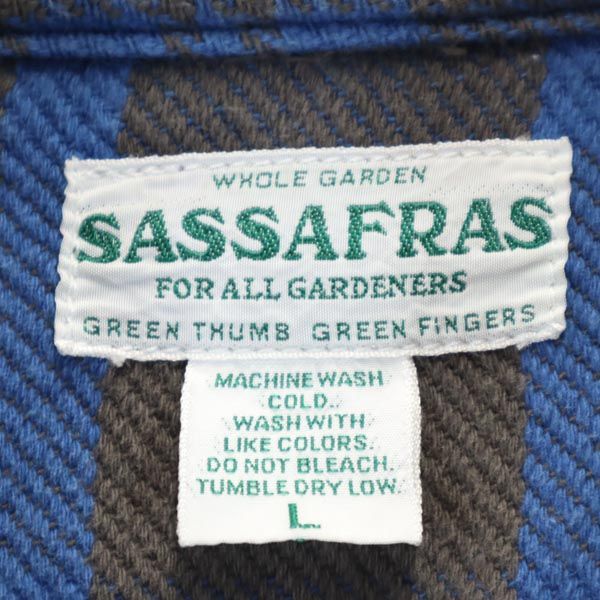 WHOLE GARDEN
SASSAFRAS
FOR ALL GARDENERS
GREEN THUMB GREEN FINGERS
MACHINE WASH
COLD.
WASH WITH
LIKE COLORS.
DO NOT BLEACH.
TUMBLE DRY LOW.
L